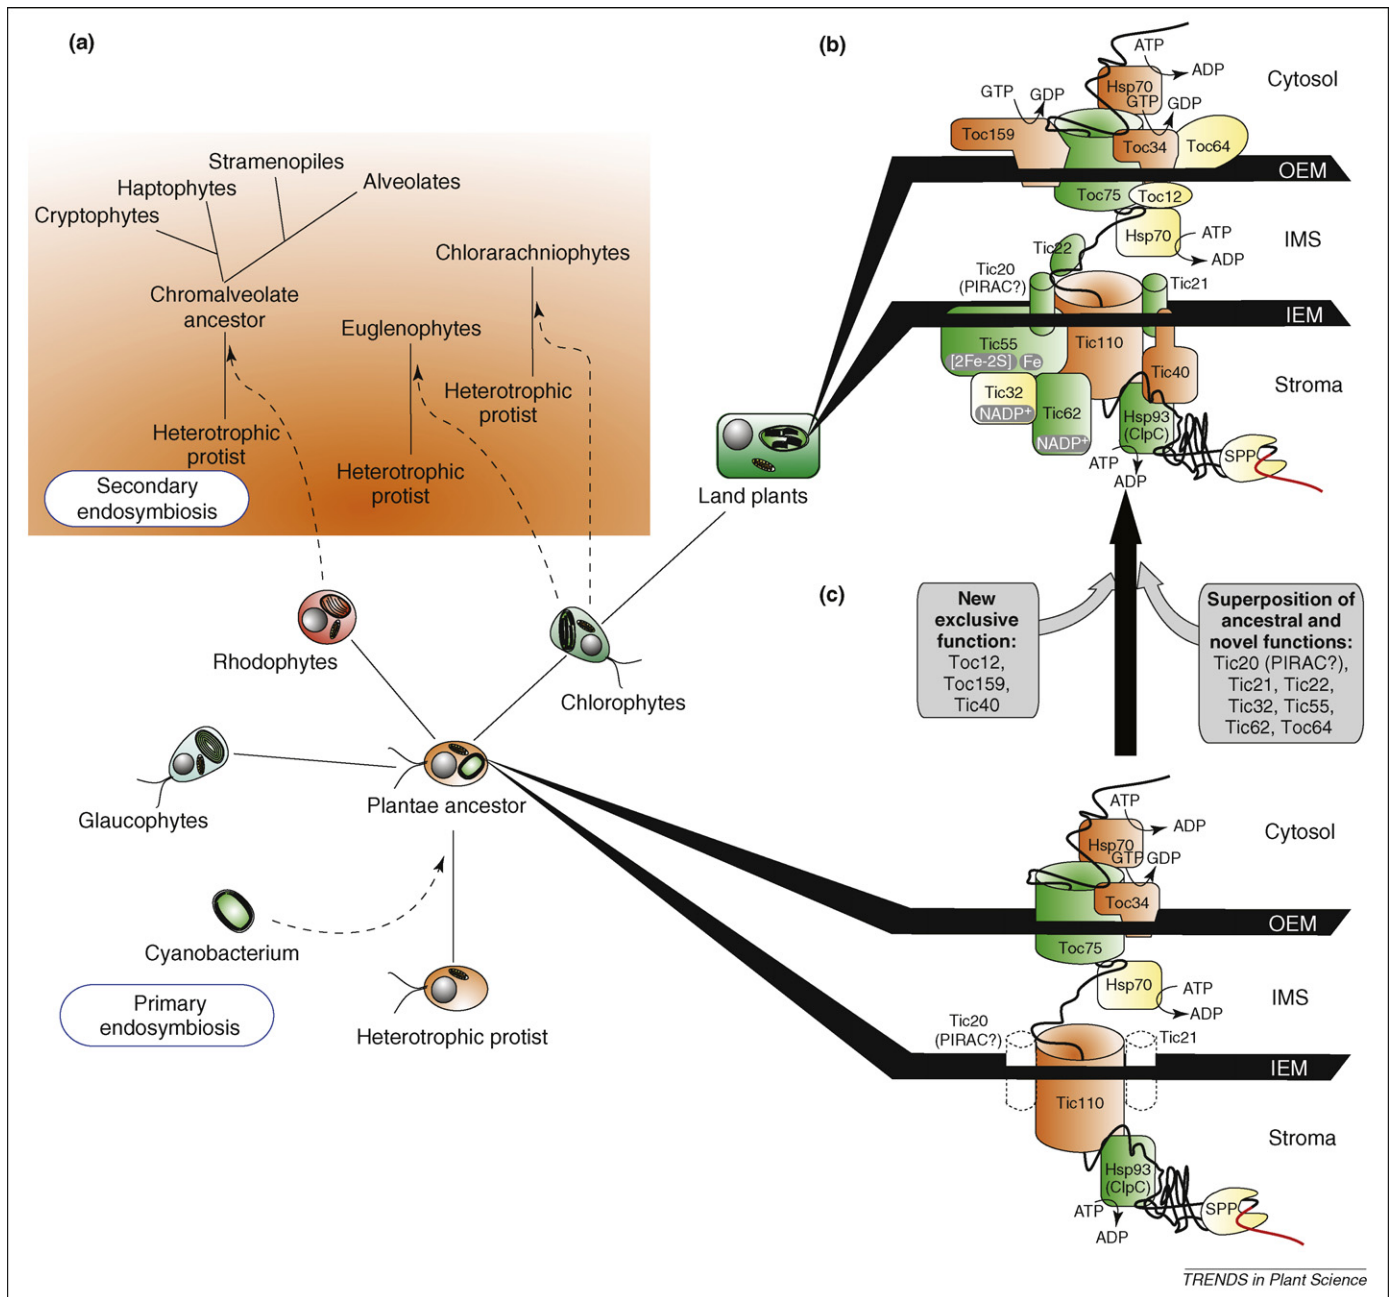 (a)
Stramenopiles
Haptophytes
Alveolates
Cryptophytes
Chlorarachniophytes
Chromalveolate
ancestor
Euglenophytes
Heterotrophic
protist
Heterotrophic
protist
Heterotrophic
protist
Secondary
endosymbiosis
Land plants
Rhodophytes
Chlorophytes
Glaucophytes
Plantae ancestor
Cyanobacterium
Primary
endosymbiosis
Heterotrophic protist
(b)
ATP
ADP
Cytosol
Hsp70
GTP
GDP
GTP
GDP
Toc159
Toc34
Toc64
OEM
Toc75
Toc12
Hsp70
ATP
ADP
IMS
Tic22
Tic20
(PIRAC?)
Tic21
IEM
Tic55
Tic110
[2Fe-2S]
Fe
Tic40
Stroma
Tic32
NADP+
Tic62
NADP+
Hsp93
(ClpC)
ATP
ADP
SPP
(c)
New
exclusive
function:
Toc12,
Toc159,
Tic40
Superposition of
ancestral and
novel functions:
Tic20 (PIRAC?),
Tic21, Tic22,
Tic32, Tic55,
Tic62, Toc64
ATP
ADP
Cytosol
Hsp70
GTP
GDP
Toc34
OEM
Toc75
Hsp70
ATP
ADP
IMS
Tic20
(PIRAC?)
Tic21
IEM
Tic110
Stroma
Hsp93
(ClpC)
ATP
ADP
SPP
TRENDS in Plant Science